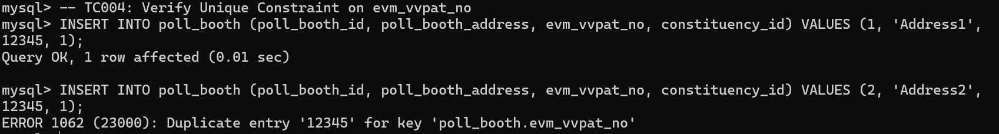 mysql> -- TC004: Verify Unique Constraint on evm_vvpat_no
mysql> INSERT INTO poll_booth (poll_booth_id, poll_booth_address, evm_vvpat_no, constituency_id) VALUES (1, 'Address1',
12345, 1);
Query OK, 1 row affected (0.01 sec)

mysql> INSERT INTO poll_booth (poll_booth_id, poll_booth_address, evm_vvpat_no, constituency_id) VALUES (2, 'Address2',
12345, 1);
ERROR 1062 (23000): Duplicate entry '12345' for key 'poll_booth.evm_vvpat_no'